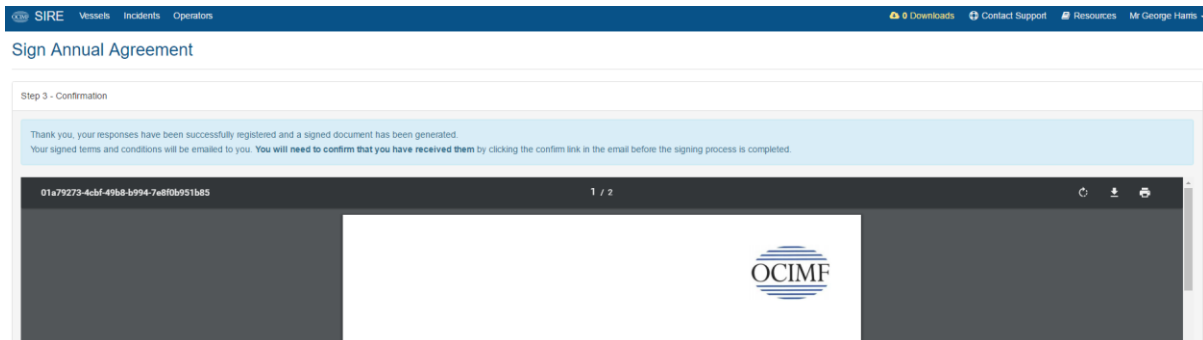 OCIMF SIRE Vessels Incidents Operators 0 Downloads Contact Support Resources Mr George Harris
Sign Annual Agreement
Step 3 - Confirmation
Thank you, your responses have been successfully registered and a signed document has been generated.
Your signed terms and conditions will be emailed to you. You will need to confirm that you have received them by clicking the confirm link in the email before the signing process is completed.
01a79273-4cbf-49b8-b994-7e8f0b951b85 1 / 2
OCIMF